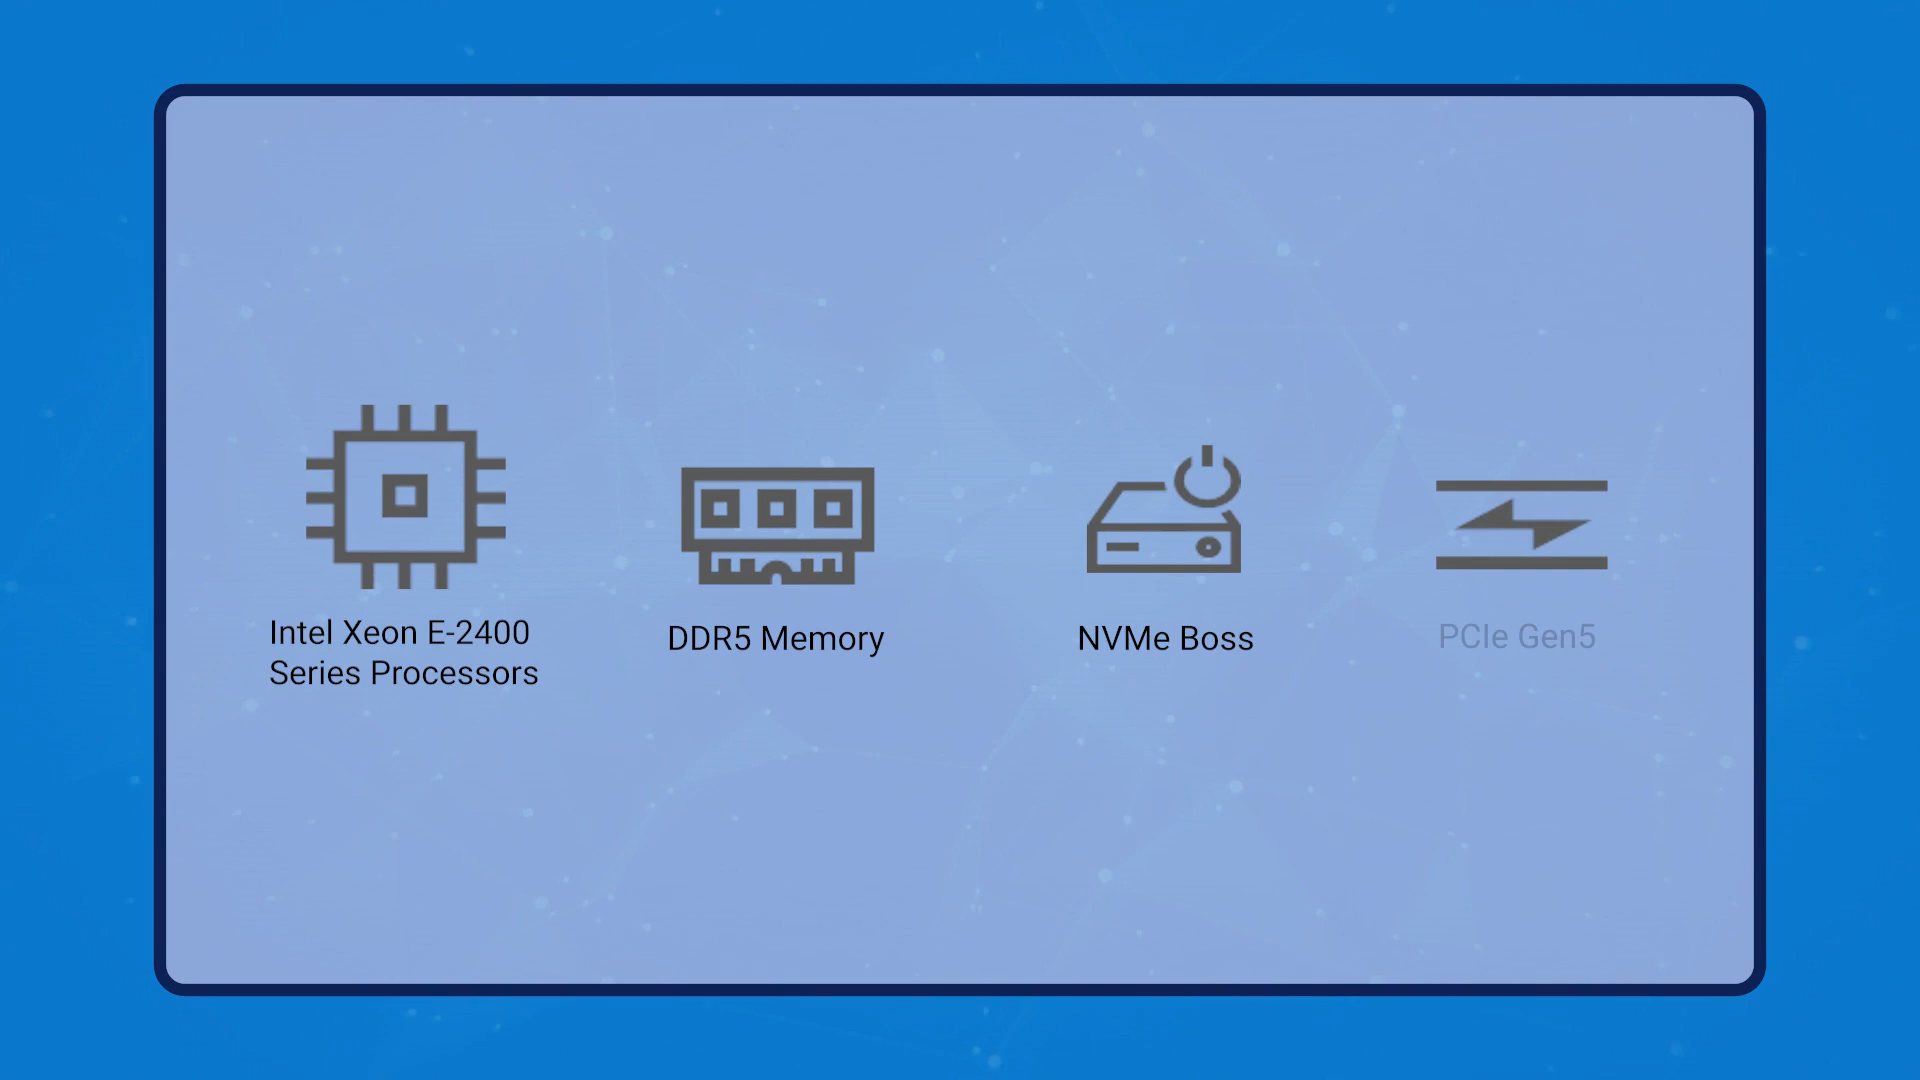 Intel Xeon E-2400
Series Processors
DDR5 Memory
NVMe Boss
PCIe Gen5